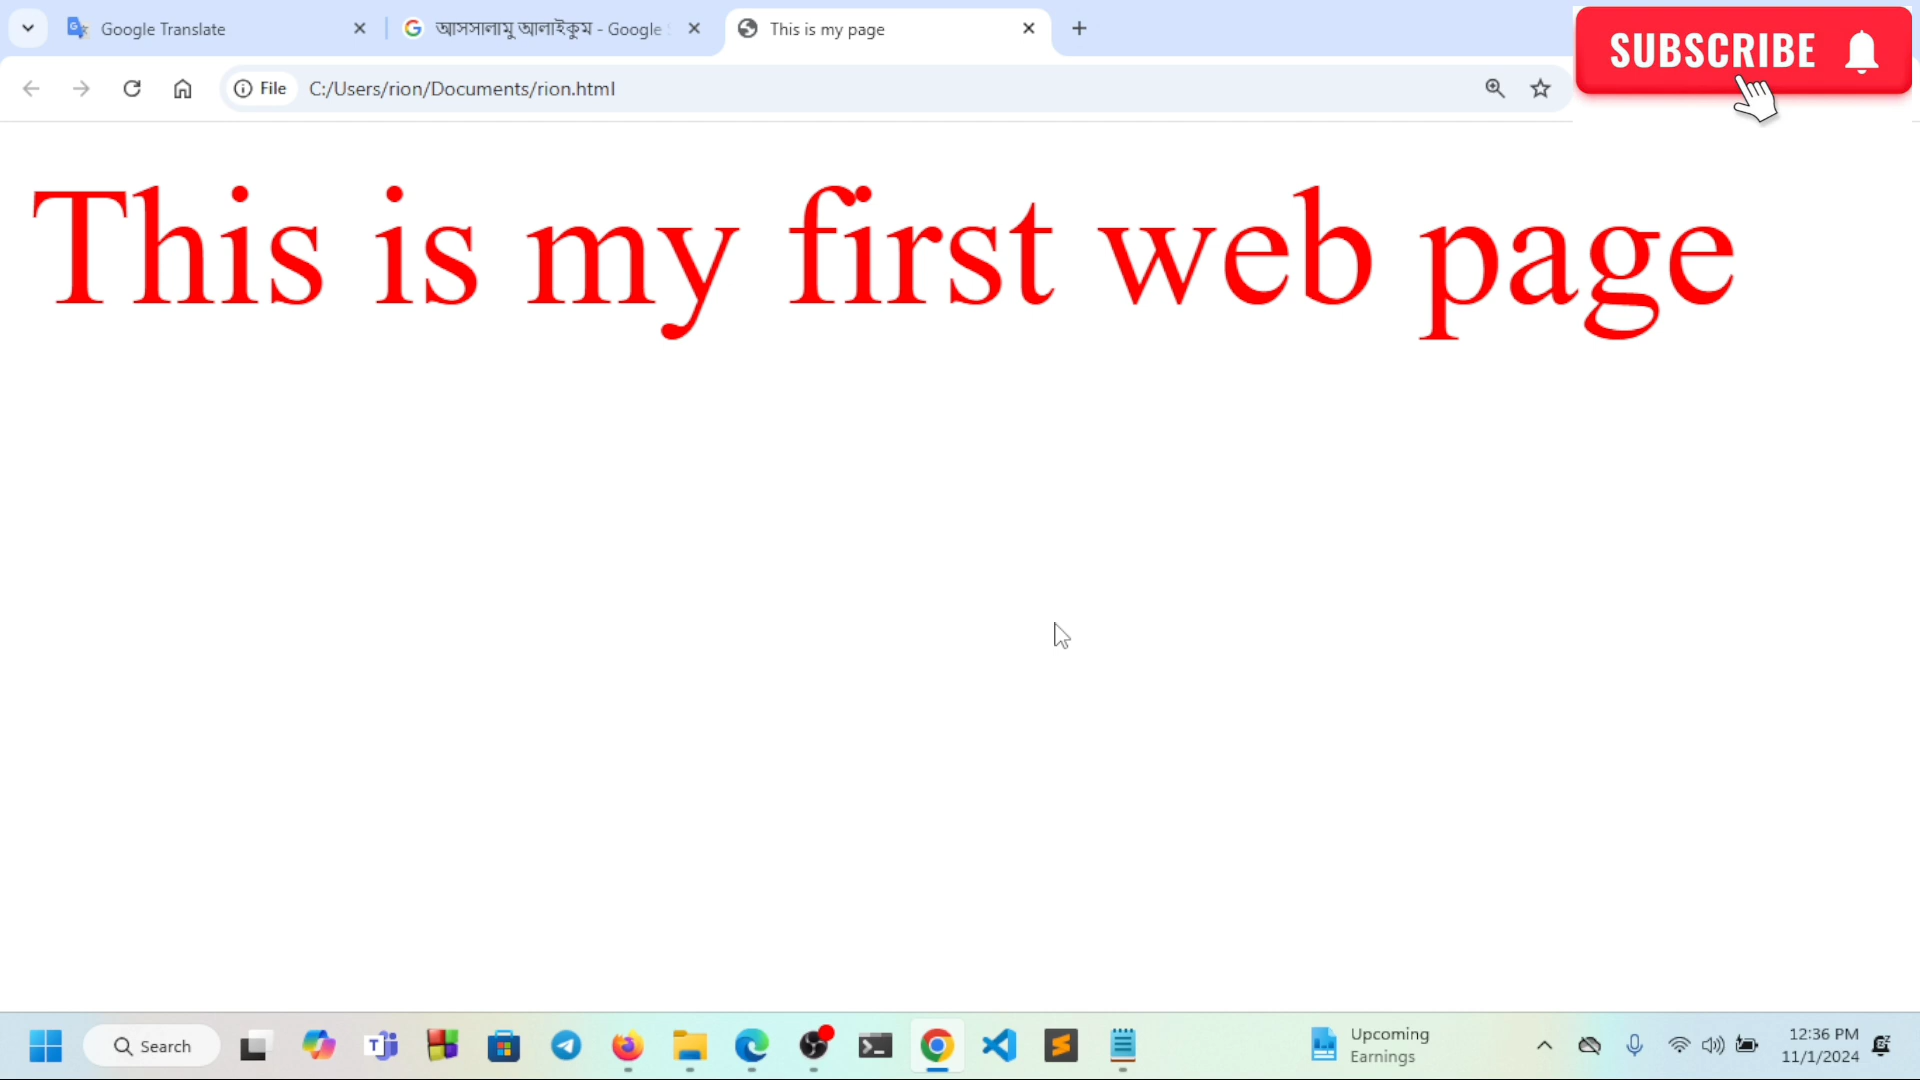 Google Translate
আসসালামু আলাইকুম - Google
This is my page
SUBSCRIBE
File
C:/Users/rion/Documents/rion.html
This is my first web page
Search
Upcoming
Earnings
12:36 PM
11/1/2024